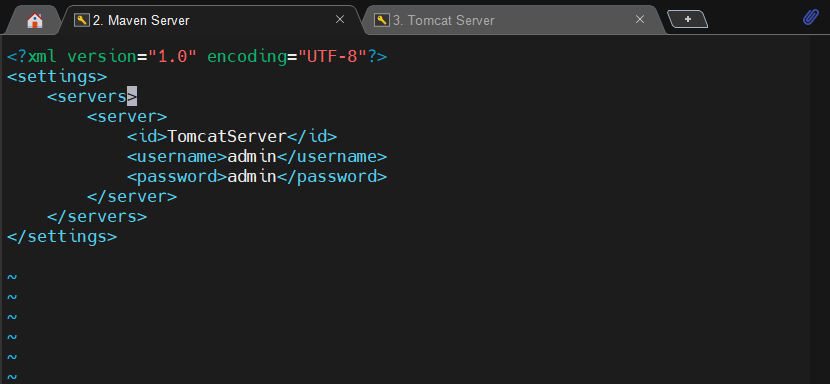 2. Maven Server
3. Tomcat Server
<?xml version="1.0" encoding="UTF-8"?>
<settings>
    <servers>
        <server>
            <id>TomcatServer</id>
            <username>admin</username>
            <password>admin</password>
        </server>
    </servers>
</settings>
~
~
~
~
~
~